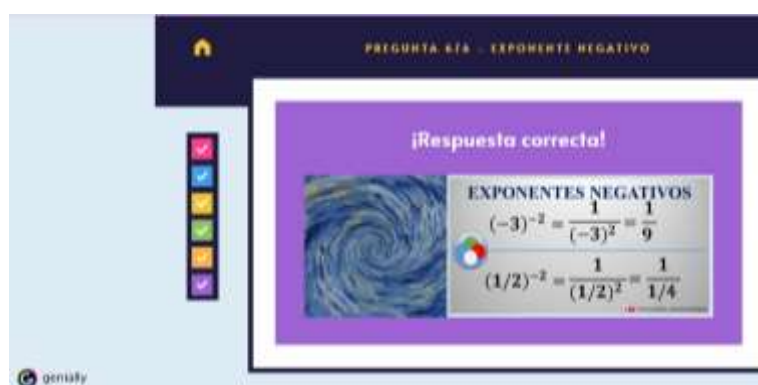 PREGUNTA 6/6 - EXPONENTE NEGATIVO
¡Respuesta correcta!
EXPONENTES NEGATIVOS
(−3)⁻² = 1/(−3)² = 1/9
(1/2)⁻² = 1/(1/2)² = 1/1/4
genially